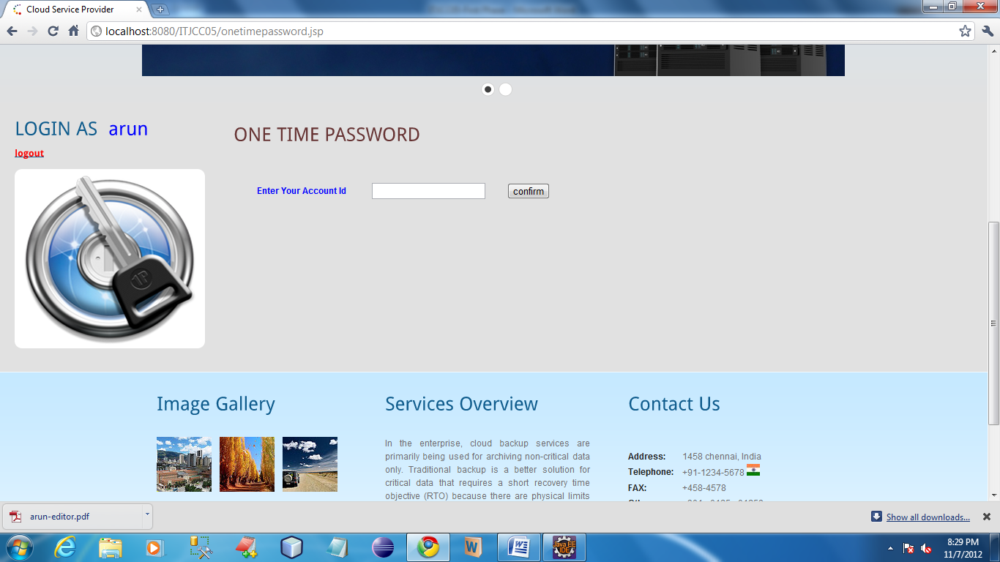 Cloud Service Provider
localhost:8080/ITJCC05/onetimepassword.jsp
LOGIN AS arun
logout
ONE TIME PASSWORD
Enter Your Account Id
confirm
Image Gallery
Services Overview
In the enterprise, cloud backup services are
primarily being used for archiving non-critical data
only. Traditional backup is a better solution for
critical data that requires a short recovery time
objective (RTO) because there are physical limits
Contact Us
Address: 1458 chennai, India
Telephone: +91-1234-5678
FAX: +458-4578
arun-editor.pdf
Show all downloads...
Java EE
IDE
8:29 PM
11/7/2012